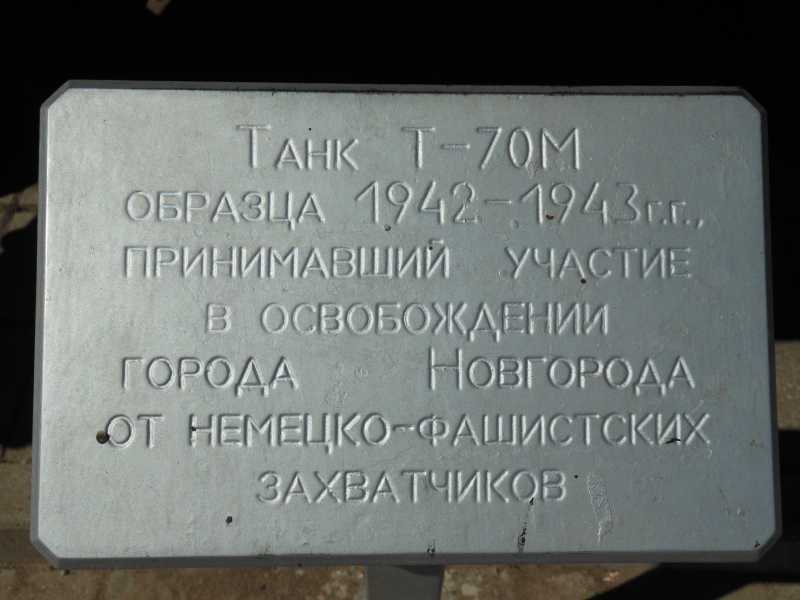 Танк Т-70М
ОБРАЗЦА 1942-1943г.г.,
ПРИНИМАВШИЙ УЧАСТИЕ
В ОСВОБОЖДЕНИИ
ГОРОДА НОВГОРОДА
ОТ НЕМЕЦКО-ФАШИСТСКИХ
ЗАХВАТЧИКОВ